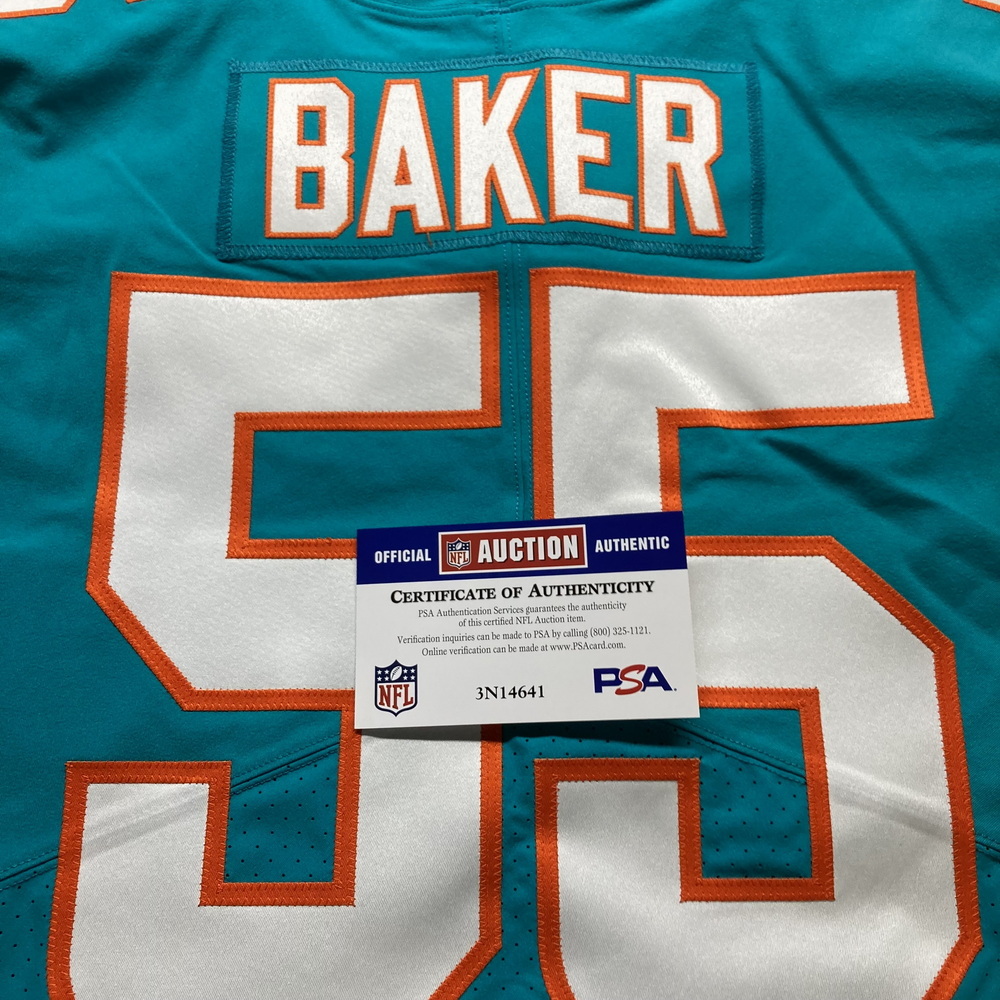 BAKER
55
OFFICIAL NFL AUCTION AUTHENTIC
CERTIFICATE OF AUTHENTICITY
PSA Authentication Services guarantees the authenticity
of this certified NFL Auction item.
Verification inquiries can be made to PSA by calling (800) 325-1121.
Online verification can be made at www.PSAcard.com.
NFL 3N14641 PSA